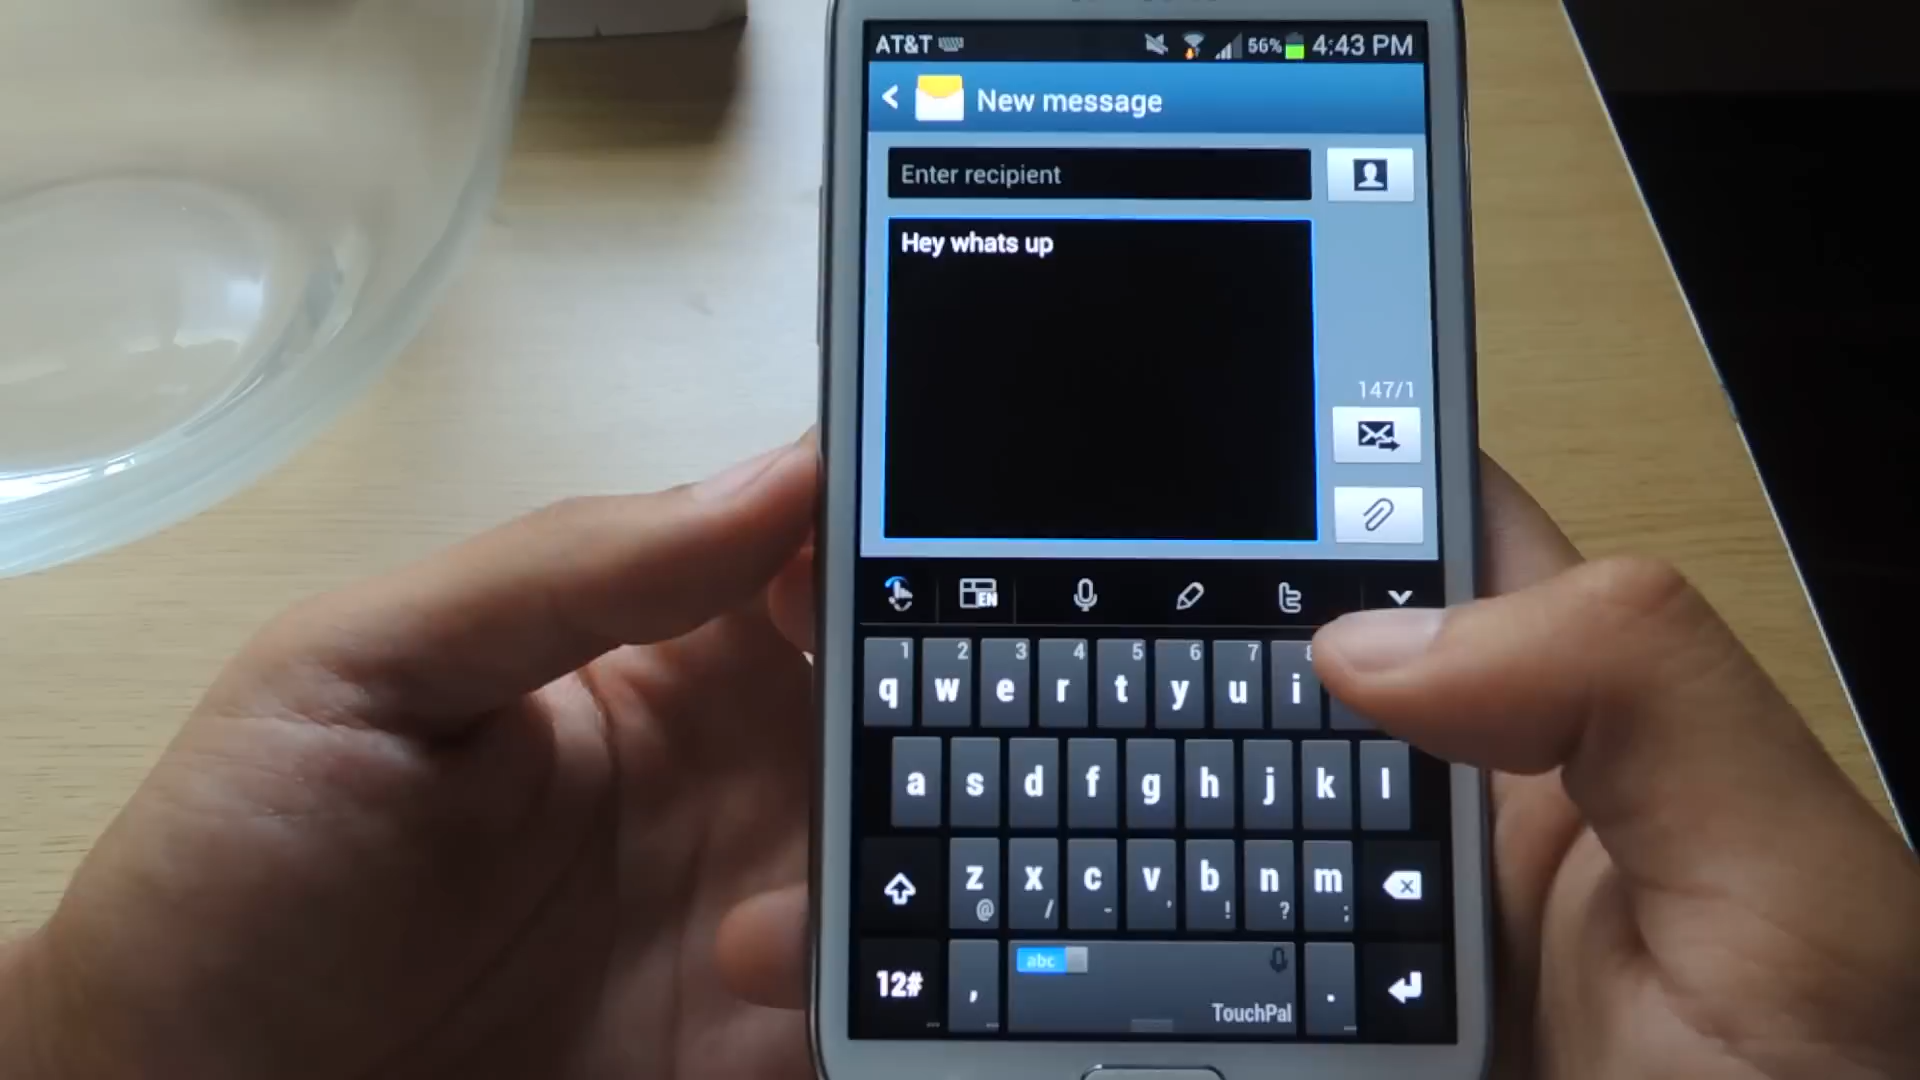 AT&T 56% 4:43 PM
New message
Enter recipient
Hey whats up
147/1
EN
1 2 3 4 5 6 7
q w e r t y u i
a s d f g h j k l
z x c v b n m
@ / - ' ! ? ;
abc
12# , .
TouchPal